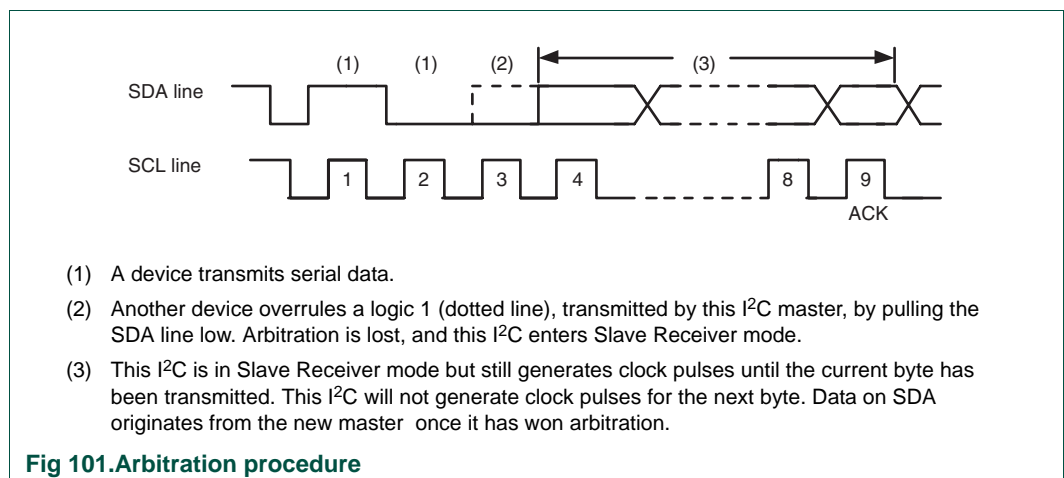 (1) (1) (2) (3)
SDA line
SCL line
1 2 3 4 8 9
ACK
(1) A device transmits serial data.
(2) Another device overrules a logic 1 (dotted line), transmitted by this I2C master, by pulling the
SDA line low. Arbitration is lost, and this I2C enters Slave Receiver mode.
(3) This I2C is in Slave Receiver mode but still generates clock pulses until the current byte has
been transmitted. This I2C will not generate clock pulses for the next byte. Data on SDA
originates from the new master once it has won arbitration.
Fig 101.Arbitration procedure